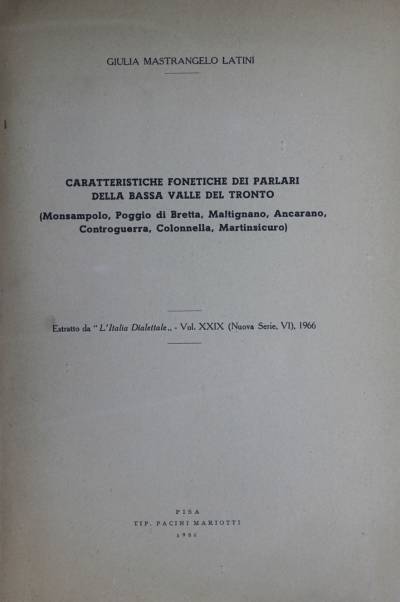 GIULIA MASTRANGELO LATINI
CARATTERISTICHE FONETICHE DEI PARLARI
DELLA BASSA VALLE DEL TRONTO
(Monsampolo, Poggio di Bretta, Maltignano, Ancarano,
Controguerra, Colonnella, Martinsicuro)
Estratto da "L'Italia Dialettale„ - Vol. XXIX (Nuova Serie, VI), 1966
PISA
TIP. PACINI MARIOTTI
1966